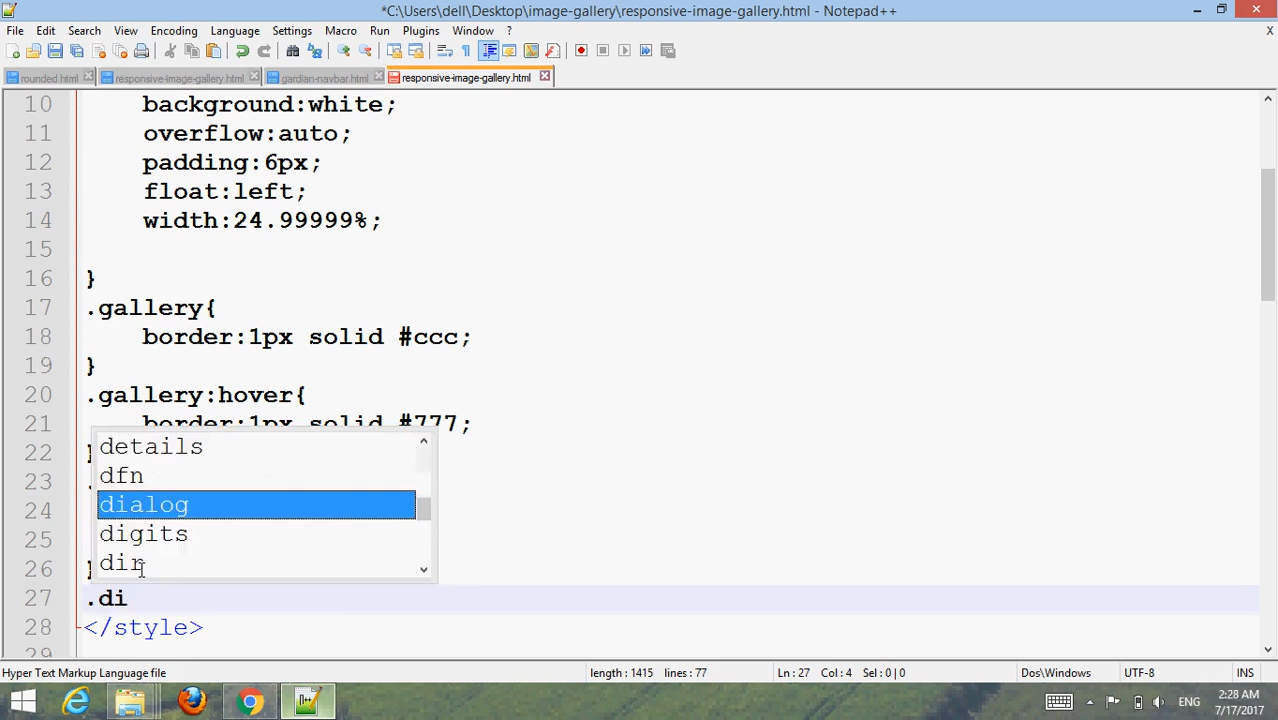 *C:\Users\dell\Desktop\image-gallery\responsive-image-gallery.html - Notepad++
File Edit Search View Encoding Language Settings Macro Run Plugins Window ? X
rounded.html responsive-image-gallery.html gardian-navbar.html responsive-image-gallery.html
10 background:white;
11 overflow:auto;
12 padding:6px;
13 float:left;
14 width:24.99999%;
15
16 }
17 .gallery{
18 border:1px solid #ccc;
19 }
20 .gallery:hover{
21 border:1px solid #777;
22
details
23
dfn
24 dialog
25 digits
26 dir
27 .di
28 </style>
29
Hyper Text Markup Language file length : 1415 lines : 77 Ln : 27 Col : 4 Sel : 0 | 0 Dos\Windows UTF-8 INS
ENG 2:28 AM
7/17/2017